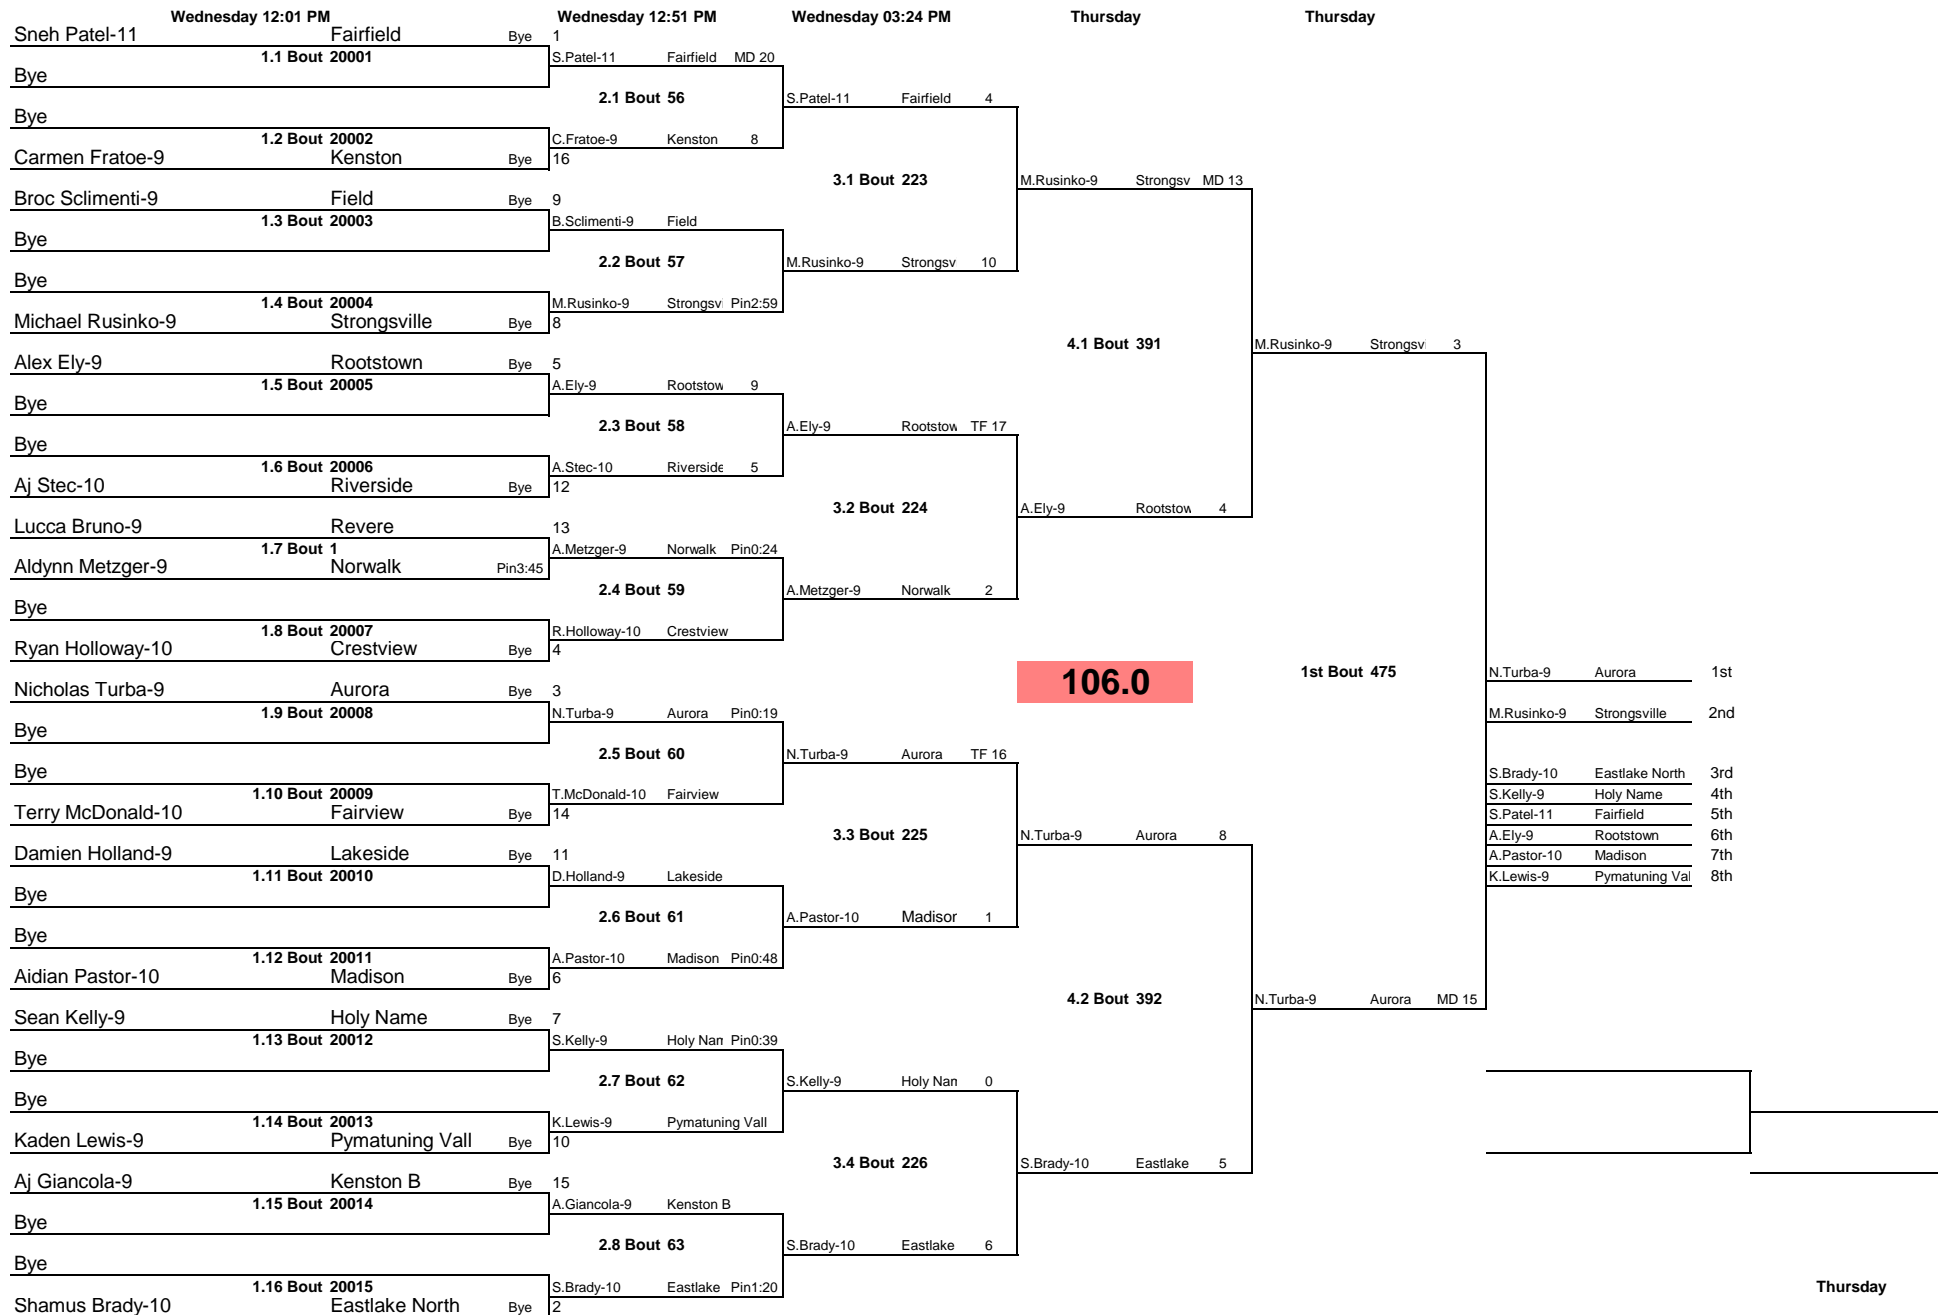 Wednesday 12:01 PM Wednesday 12:51 PM Wednesday 03:24 PM Thursday Thursday
Sneh Patel-11 Fairfield Bye 1
1.1 Bout 20001 S.Patel-11 Fairfield MD 20
Bye
2.1 Bout 56 S.Patel-11 Fairfield 4
Bye
1.2 Bout 20002 C.Fratoe-9 Kenston 8
Carmen Fratoe-9 Kenston Bye 16
3.1 Bout 223 M.Rusinko-9 Strongsv MD 13
Broc Sclimenti-9 Field Bye 9
1.3 Bout 20003 B.Sclimenti-9 Field
Bye
2.2 Bout 57 M.Rusinko-9 Strongsv 10
Bye
1.4 Bout 20004 M.Rusinko-9 Strongsvi Pin2:59
Michael Rusinko-9 Strongsville Bye 8
4.1 Bout 391 M.Rusinko-9 Strongsvi 3
Alex Ely-9 Rootstown Bye 5
1.5 Bout 20005 A.Ely-9 Rootstow 9
Bye
2.3 Bout 58 A.Ely-9 Rootstow TF 17
Bye
1.6 Bout 20006 A.Stec-10 Riverside 5
Aj Stec-10 Riverside Bye 12
3.2 Bout 224 A.Ely-9 Rootstow 4
Lucca Bruno-9 Revere 13
1.7 Bout 1 A.Metzger-9 Norwalk Pin0:24
Aldynn Metzger-9 Norwalk Pin3:45
2.4 Bout 59 A.Metzger-9 Norwalk 2
Bye
1.8 Bout 20007 R.Holloway-10 Crestview
Ryan Holloway-10 Crestview Bye 4
106.0 1st Bout 475 N.Turba-9 Aurora 1st
Nicholas Turba-9 Aurora Bye 3
1.9 Bout 20008 N.Turba-9 Aurora Pin0:19 M.Rusinko-9 Strongsville 2nd
Bye
2.5 Bout 60 N.Turba-9 Aurora TF 16
Bye S.Brady-10 Eastlake North 3rd
1.10 Bout 20009 T.McDonald-10 Fairview S.Kelly-9 Holy Name 4th
Terry McDonald-10 Fairview Bye 14 S.Patel-11 Fairfield 5th
3.3 Bout 225 N.Turba-9 Aurora 8 A.Ely-9 Rootstown 6th
Damien Holland-9 Lakeside Bye 11 A.Pastor-10 Madison 7th
1.11 Bout 20010 D.Holland-9 Lakeside K.Lewis-9 Pymatuning Val 8th
Bye
2.6 Bout 61 A.Pastor-10 Madisor 1
Bye
1.12 Bout 20011 A.Pastor-10 Madison Pin0:48
Aidian Pastor-10 Madison Bye 6
4.2 Bout 392 N.Turba-9 Aurora MD 15
Sean Kelly-9 Holy Name Bye 7
1.13 Bout 20012 S.Kelly-9 Holy Nam Pin0:39
Bye
2.7 Bout 62 S.Kelly-9 Holy Nan 0
Bye
1.14 Bout 20013 K.Lewis-9 Pymatuning Vall
Kaden Lewis-9 Pymatuning Vall Bye 10
3.4 Bout 226 S.Brady-10 Eastlake 5
Aj Giancola-9 Kenston B Bye 15
1.15 Bout 20014 A.Giancola-9 Kenston B
Bye
2.8 Bout 63 S.Brady-10 Eastlake 6
Bye
1.16 Bout 20015 S.Brady-10 Eastlake Pin1:20 Thursday
Shamus Brady-10 Eastlake North Bye 2